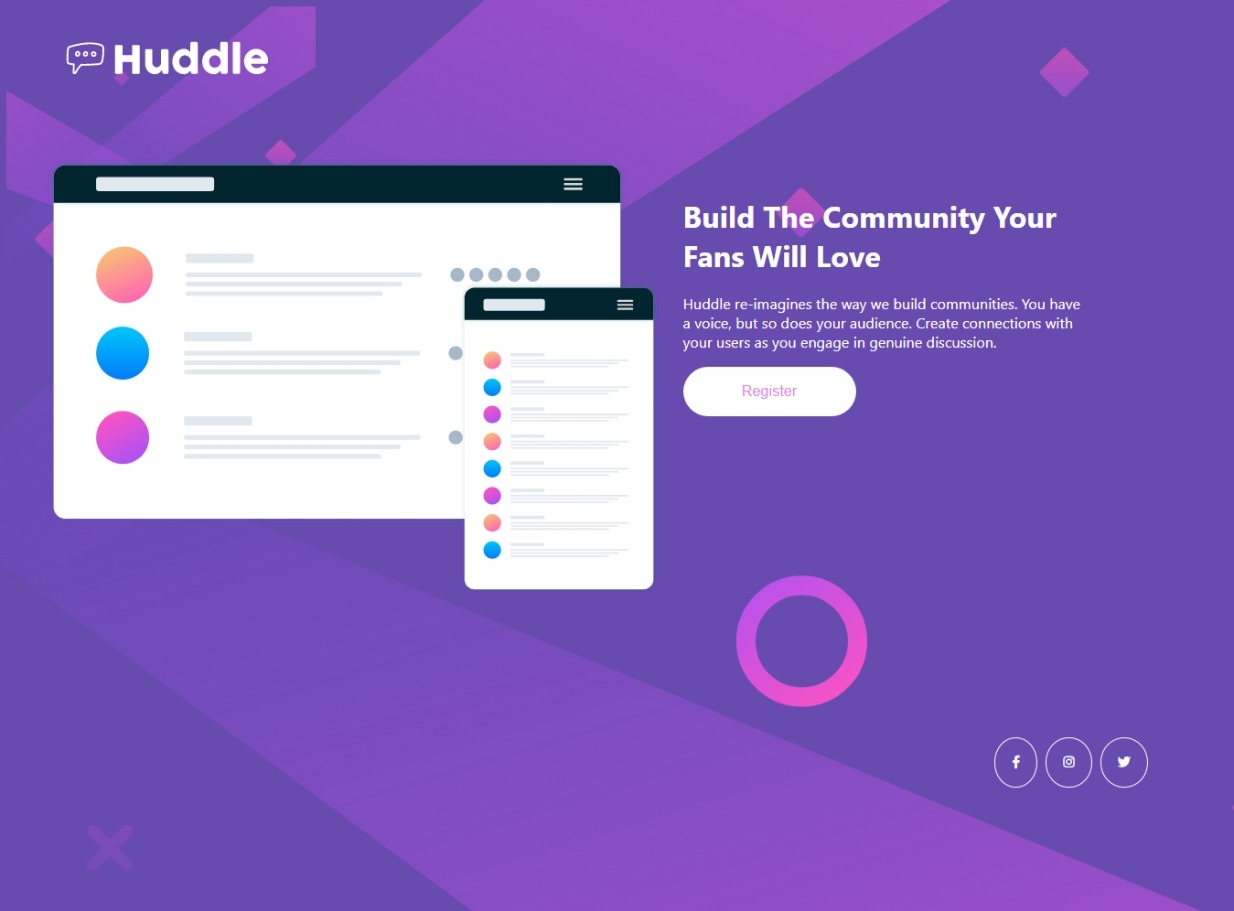 Huddle
Build The Community Your
Fans Will Love
Huddle re-imagines the way we build communities. You have
a voice, but so does your audience. Create connections with
your users as you engage in genuine discussion.
Register